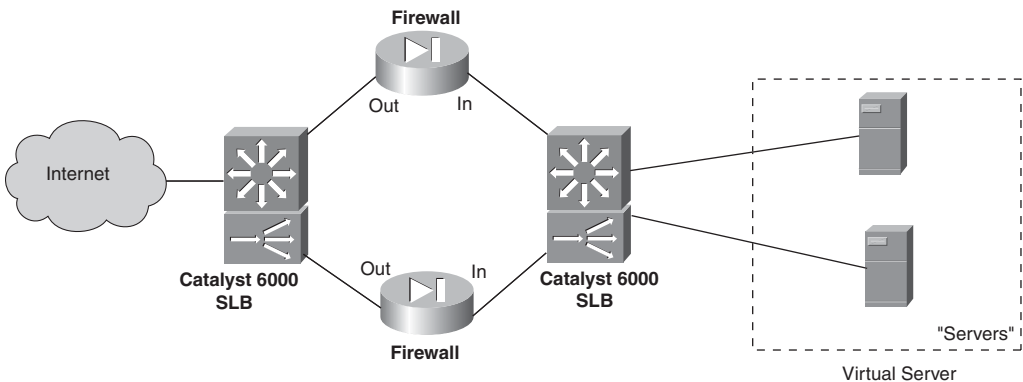 Firewall
Out
In
Internet
Catalyst 6000
SLB
Catalyst 6000
SLB
Out
In
Firewall
"Servers"
Virtual Server